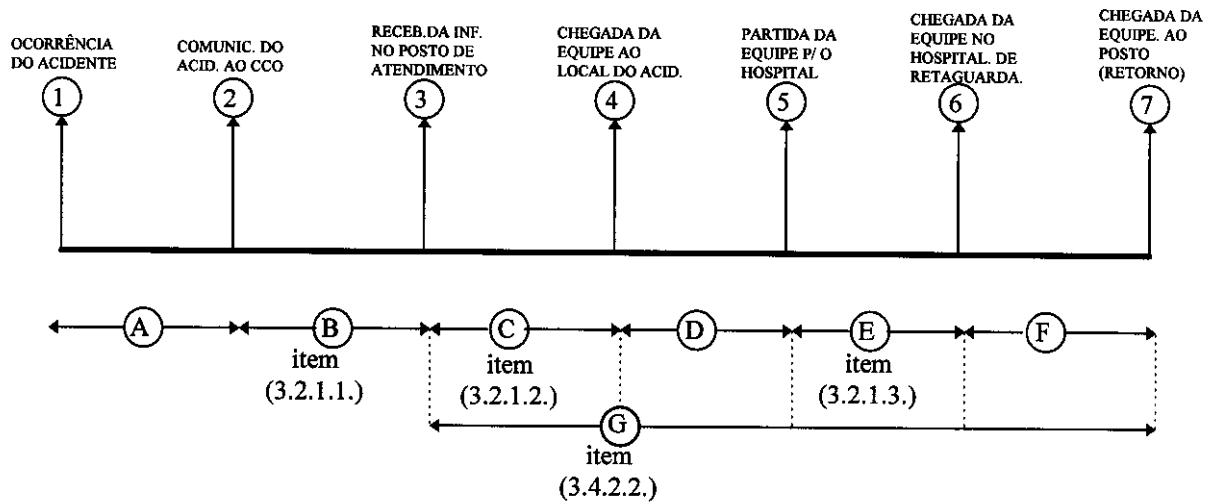 OCORRÊNCIA
DO ACIDENTE
COMUNIC. DO
ACID. AO CCO
RECEB.DA INF.
NO POSTO DE
ATENDIMENTO
CHEGADA DA
EQUIPE AO
LOCAL DO ACID.
PARTIDA DA
EQUIPE P/ O
HOSPITAL
CHEGADA DA
EQUIPE NO
HOSPITAL. DE
RETAGUARDA.
CHEGADA DA
EQUIPE. AO
POSTO
(RETORNO)
1
2
3
4
5
6
7
A
B
C
D
E
F
item
(3.2.1.1.)
item
(3.2.1.2.)
item
(3.2.1.3.)
G
item
(3.4.2.2.)